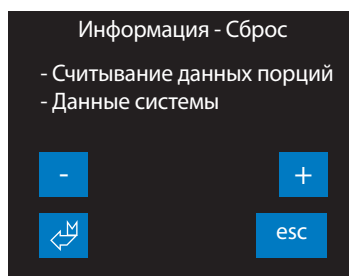 Информация - Сброс
- Считывание данных порций
- Данные системы
- +
M esc